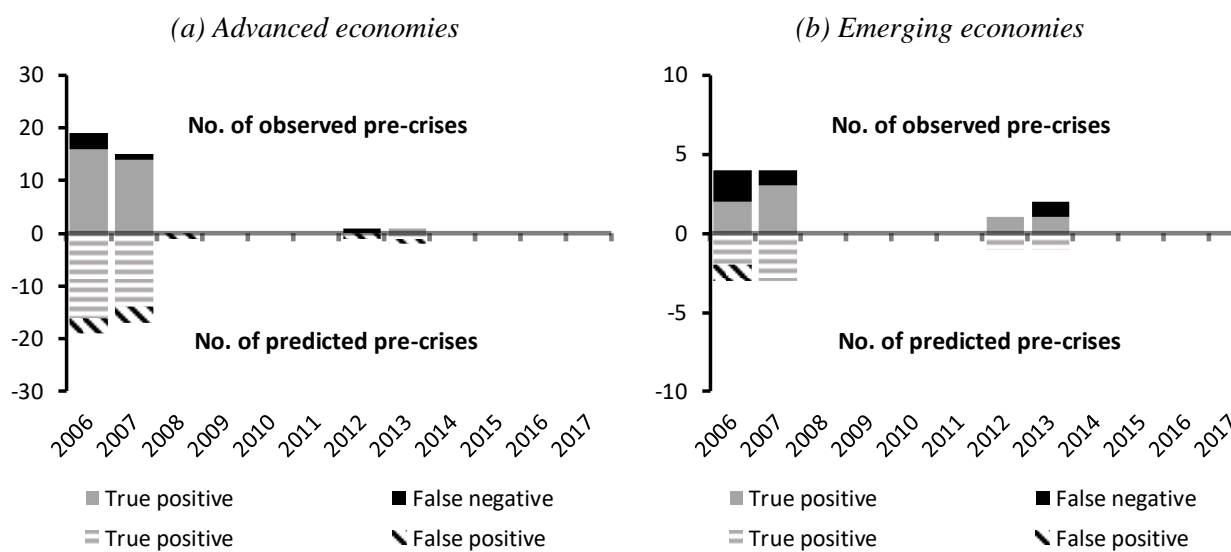 (a) Advanced economies
30
20
10
0
-10
-20
-30
No. of observed pre-crises
No. of predicted pre-crises
2006 2007 2008 2009 2010 2011 2012 2013 2014 2015 2016 2017
True positive False negative
True positive False positive
(b) Emerging economies
10
5
0
-5
-10
No. of observed pre-crises
No. of predicted pre-crises
2006 2007 2008 2009 2010 2011 2012 2013 2014 2015 2016 2017
True positive False negative
True positive False positive